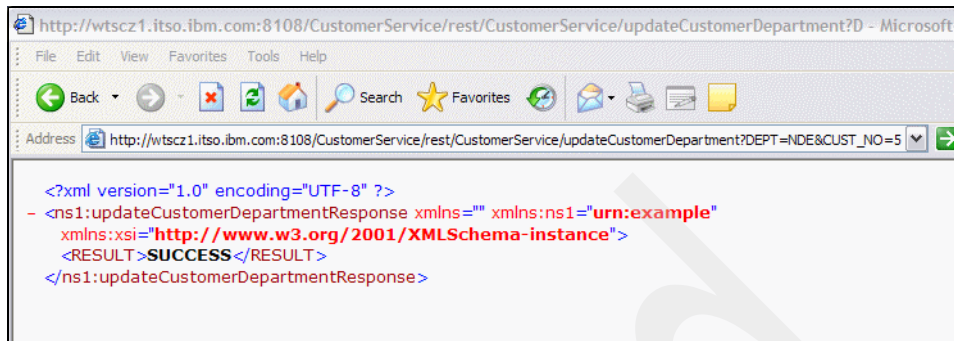 http://wtscz1.itso.ibm.com:8108/CustomerService/rest/CustomerService/updateCustomerDepartment?D - Microsoft
File Edit View Favorites Tools Help
Back Search Favorites
Address http://wtscz1.itso.ibm.com:8108/CustomerService/rest/CustomerService/updateCustomerDepartment?DEPT=NDE&CUST_NO=5
<?xml version="1.0" encoding="UTF-8" ?>
- <ns1:updateCustomerDepartmentResponse xmlns="" xmlns:ns1="urn:example"
xmlns:xsi="http://www.w3.org/2001/XMLSchema-instance">
<RESULT>SUCCESS</RESULT>
</ns1:updateCustomerDepartmentResponse>